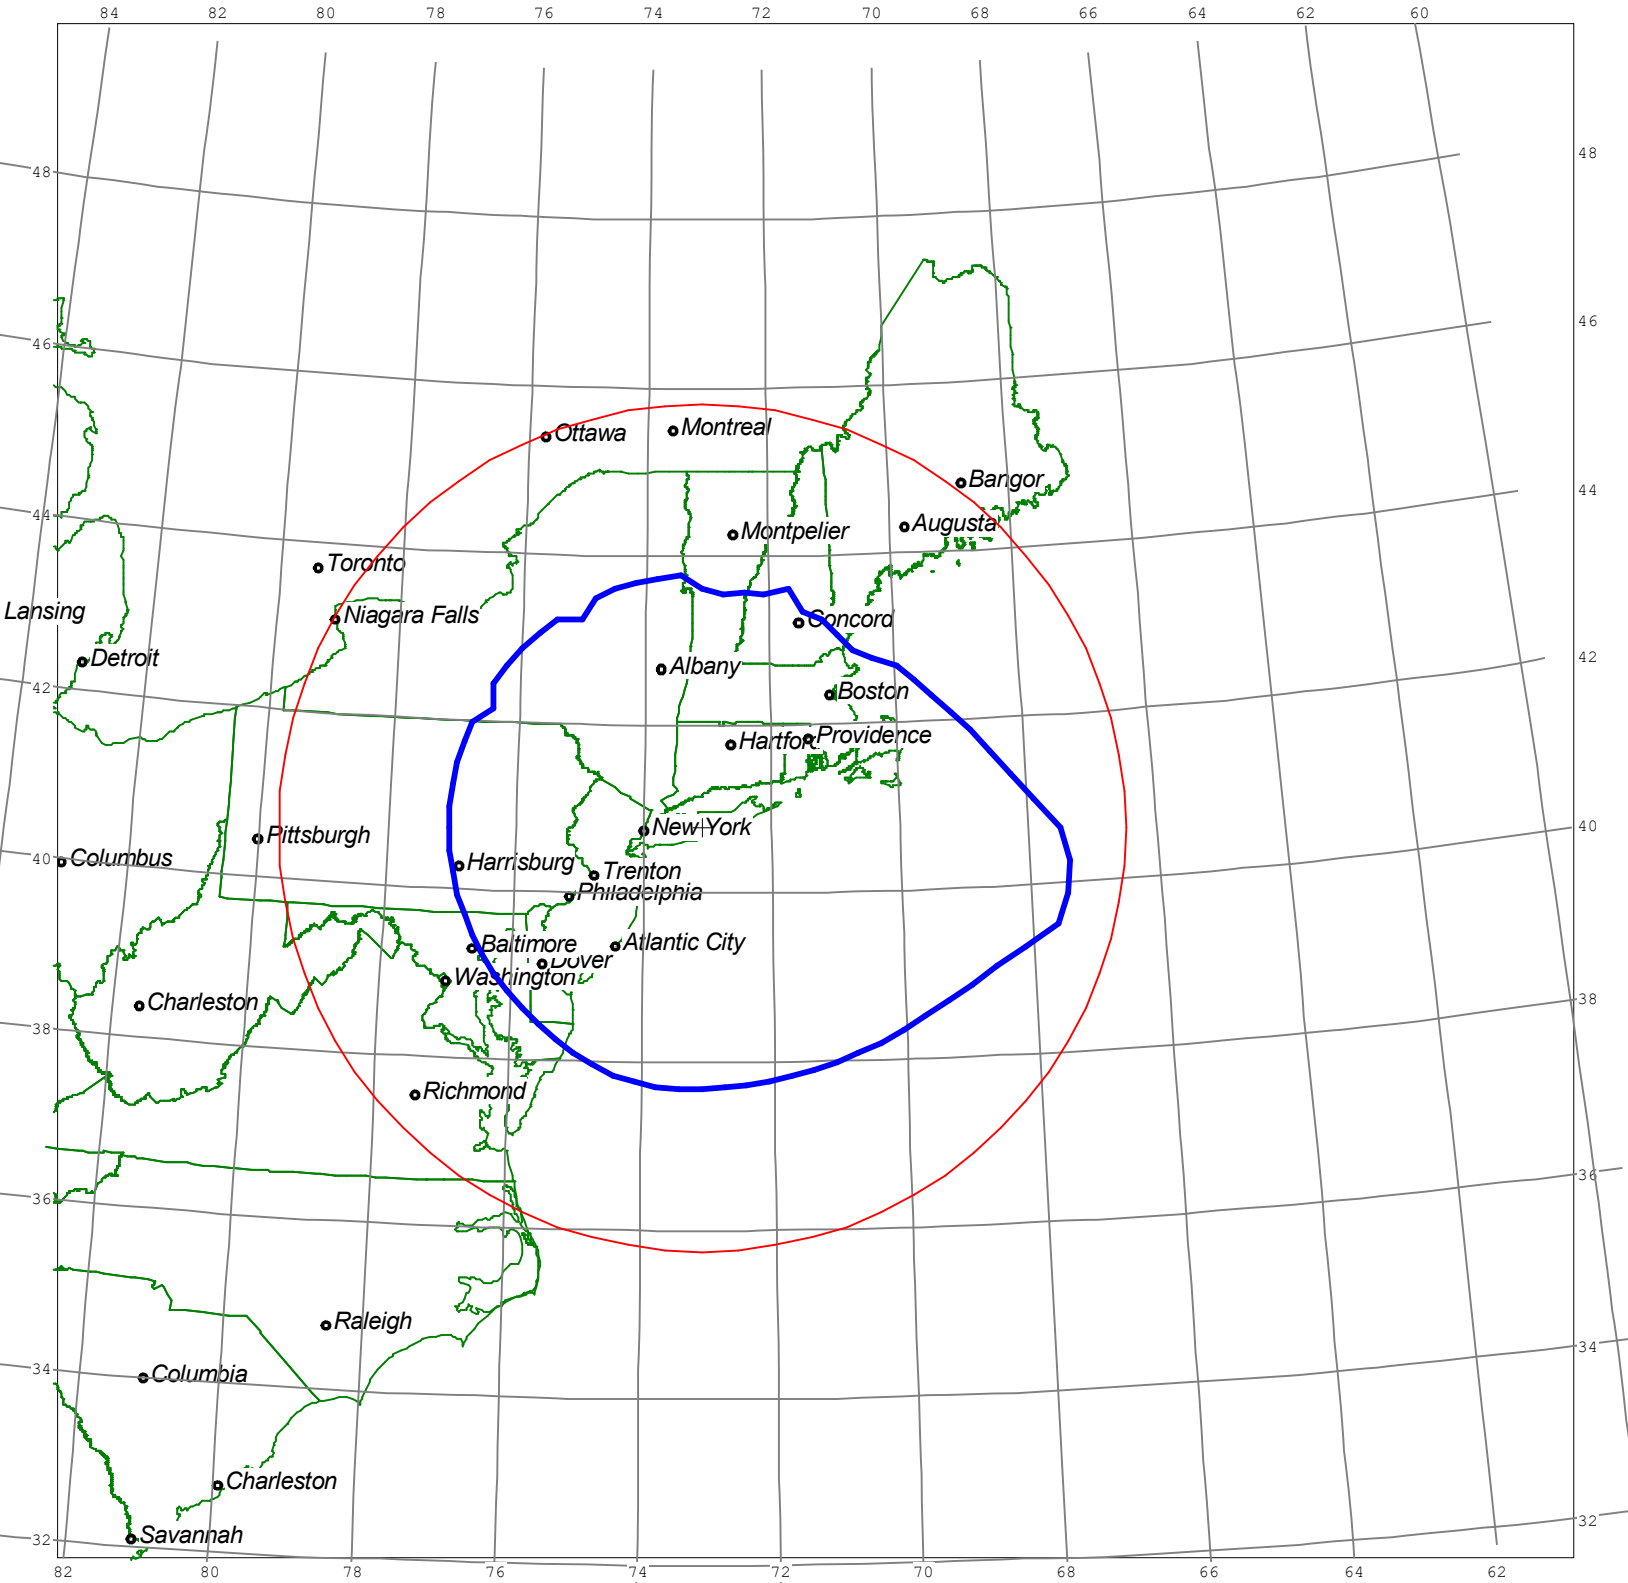 84 82 80 78 76 74 72 70 68 66 64 62 60
48 48
46 46
Ottawa Montreal
Bangor
44 44
Augusta
Montpelier
Toronto
Lansing Niagara Falls Concord
Detroit Albany 42
42 Boston
Hartford Providence
Pittsburgh New York 40
40 Columbus Harrisburg Trenton
Philadelphia
Baltimore Atlantic City
Dover
Washington
Charleston 38
38
Richmond
36 36
Raleigh
34 34
Columbia
Charleston
32 Savannah 32
82 80 78 76 72 70 68 66 64 62